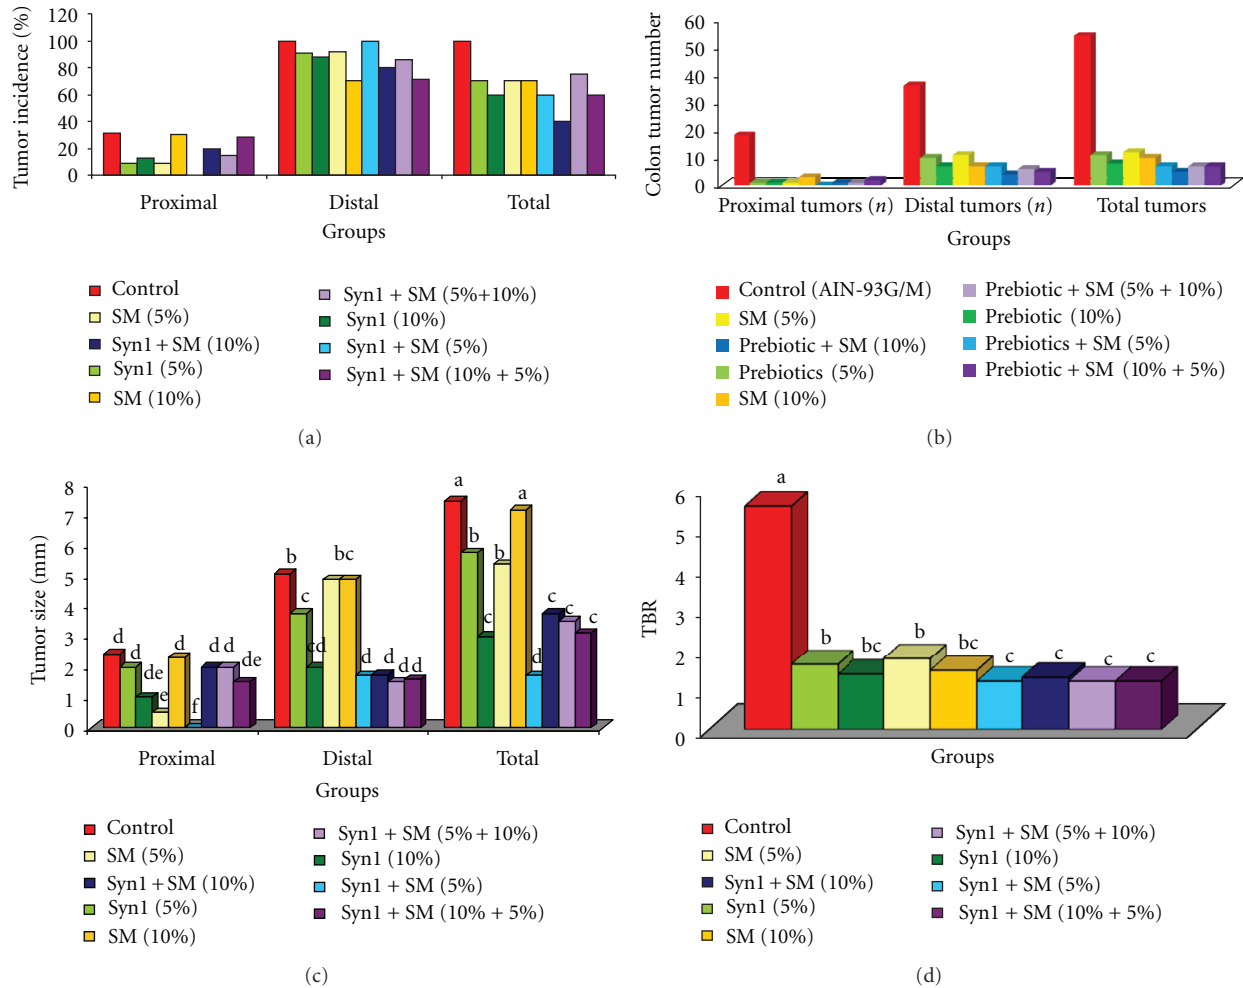 Tumor incidence (%)
120
100
80
60
40
20
0
Proximal
Distal
Total
Groups
Control
SM (5%)
Syn1 + SM (10%)
Syn1 (5%)
SM (10%)
Syn1 + SM (5%+10%)
Syn1 (10%)
Syn1 + SM (5%)
Syn1 + SM (10% + 5%)
(a)
Colon tumor number
60
50
40
30
20
10
0
Proximal tumors (n)
Distal tumors (n)
Total tumors
Groups
Control (AIN-93G/M)
SM (5%)
Prebiotic + SM (10%)
Prebiotics (5%)
SM (10%)
Prebiotic + SM (5% + 10%)
Prebiotic (10%)
Prebiotics + SM (5%)
Prebiotic + SM (10% + 5%)
(b)
Tumor size (mm)
8
7
6
5
4
3
2
1
0
d
d
de
e
d
f
d
d
de
b
c
cd
bc
d
d
d
d
a
b
c
b
a
d
c
c
c
Proximal
Distal
Total
Groups
Control
SM (5%)
Syn1 + SM (10%)
Syn1 (5%)
SM (10%)
Syn1 + SM (5% + 10%)
Syn1 (10%)
Syn1 + SM (5%)
Syn1 + SM (10% + 5%)
(c)
TBR
6
5
4
3
2
1
0
a
b
bc
b
bc
c
c
c
c
Groups
Control
SM (5%)
Syn1 + SM (10%)
Syn1 (5%)
SM (10%)
Syn1 + SM (5% + 10%)
Syn1 (10%)
Syn1 + SM (5%)
Syn1 + SM (10% + 5%)
(d)